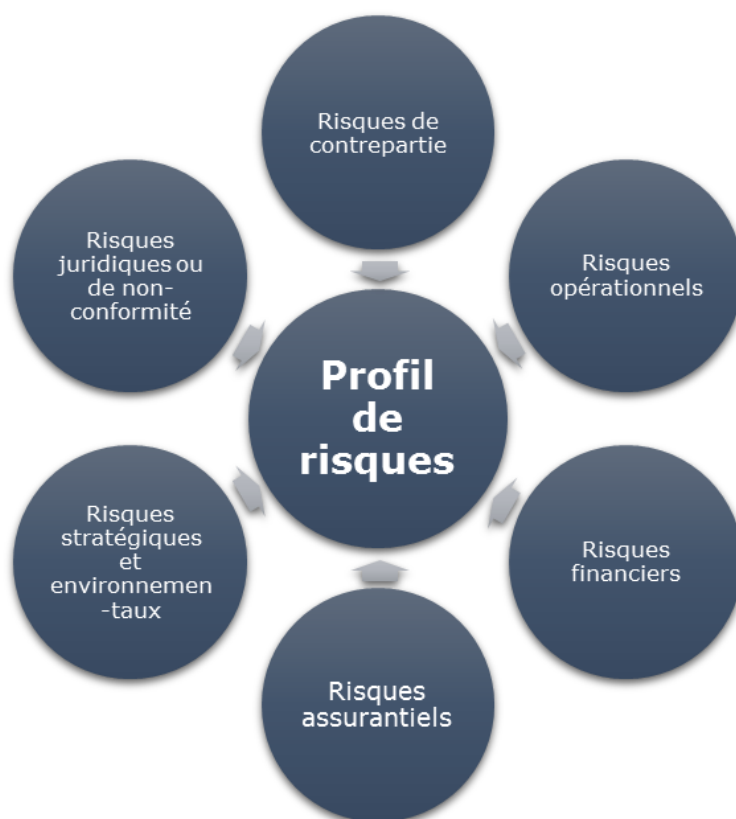 Risques de
contrepartie
Risques
opérationnels
Risques
financiers
Risques
assurantiels
Risques
stratégiques
et
environnemen
-taux
Risques
juridiques ou
de non-
conformité
Profil
de
risques